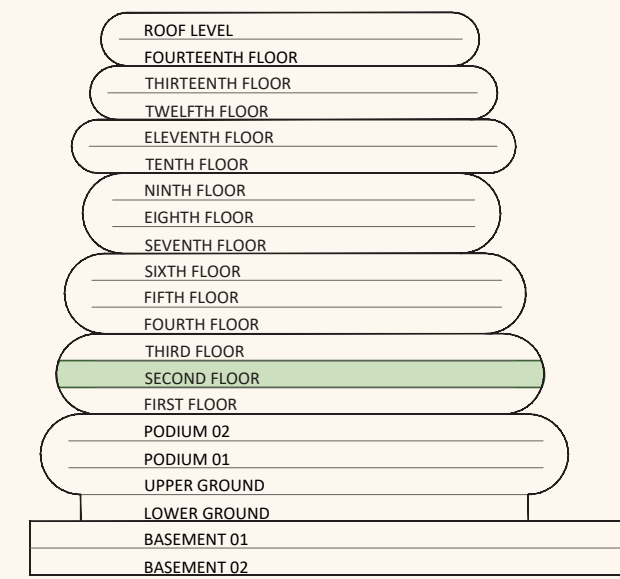 ROOF LEVEL
FOURTEENTH FLOOR
THIRTEENTH FLOOR
TWELFTH FLOOR
ELEVENTH FLOOR
TENTH FLOOR
NINTH FLOOR
EIGHTH FLOOR
SEVENTH FLOOR
SIXTH FLOOR
FIFTH FLOOR
FOURTH FLOOR
THIRD FLOOR
SECOND FLOOR
FIRST FLOOR
PODIUM 02
PODIUM 01
UPPER GROUND
LOWER GROUND
BASEMENT 01
BASEMENT 02